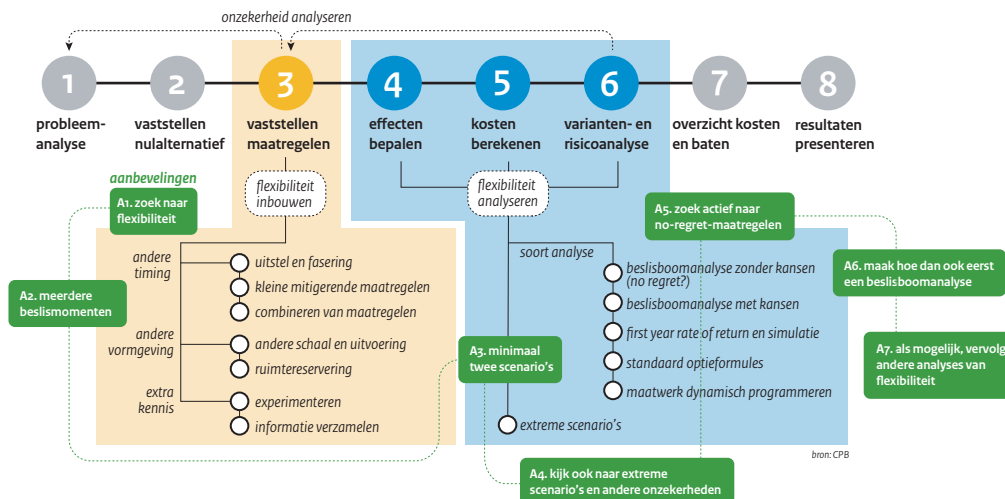 onzekerheid analyseren
1
2
3
4
5
6
7
8
probleem-
analyse
vaststellen
nulalternatief
vaststellen
maatregelen
effecten
bepalen
kosten
berekenen
varianten- en
risicoanalyse
overzicht kosten
en baten
resultaten
presenteren
aanbevelingen
A1. zoek naar
flexibiliteit
flexibiliteit
inbouwen
flexibiliteit
analyseren
A5. zoek actief naar
no-regret-maatregelen
andere
timing
uitstel en fasering
kleine mitigerende maatregelen
combineren van maatregelen
A2. meerdere
beslismomenten
andere
vormgeving
andere schaal en uitvoering
ruimtereservering
extra
kennis
experimenteren
informatie verzamelen
A3. minimaal
twee scenario's
soort analyse
beslisboomanalyse zonder kansen
(no regret?)
beslisboomanalyse met kansen
first year rate of return en simulatie
standaard optieformules
maatwerk dynamisch programmeren
extreme scenario's
A6. maak hoe dan ook eerst
een beslisboomanalyse
A7. als mogelijk, vervolg
andere analyses van
flexibiliteit
bron: CPB
A4. kijk ook naar extreme
scenario's en andere onzekerheden